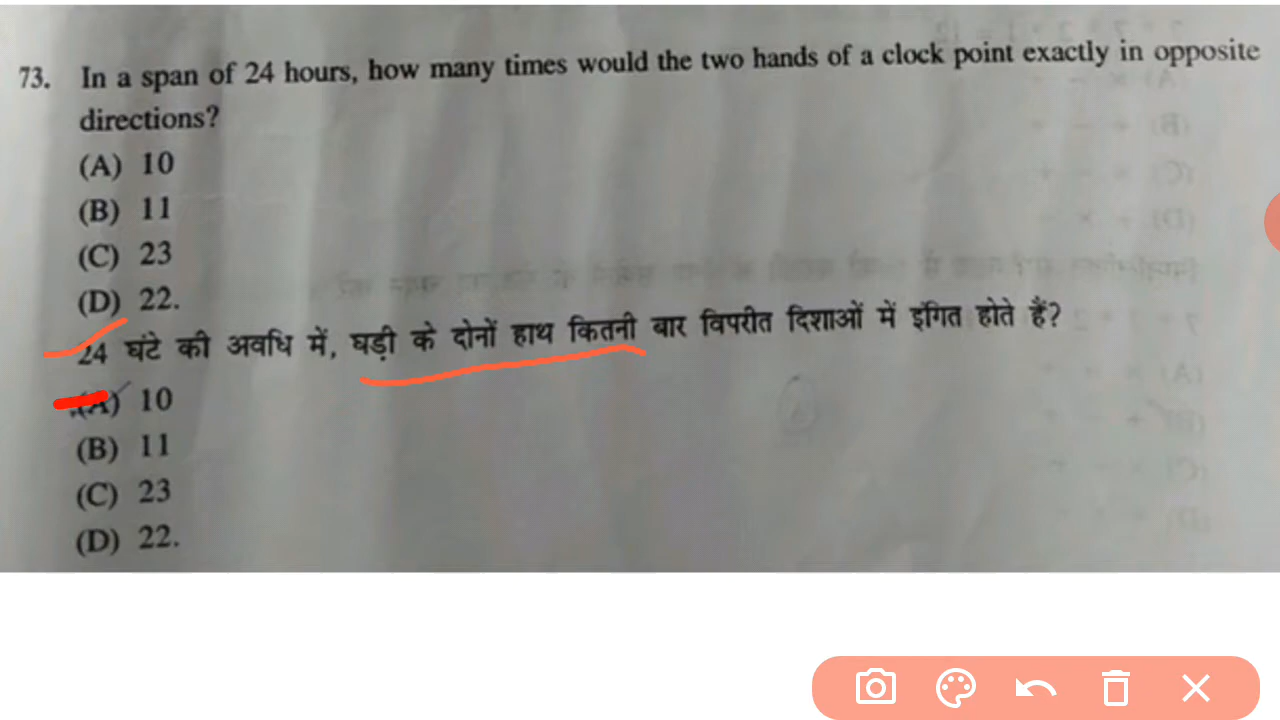 73. In a span of 24 hours, how many times would the two hands of a clock point exactly in opposite
directions?
(A) 10
(B) 11
(C) 23
(D) 22.
24 घंटे की अवधि में, घड़ी के दोनों हाथ कितनी बार विपरीत दिशाओं में इंगित होते हैं?
(A) 10
(B) 11
(C) 23
(D) 22.